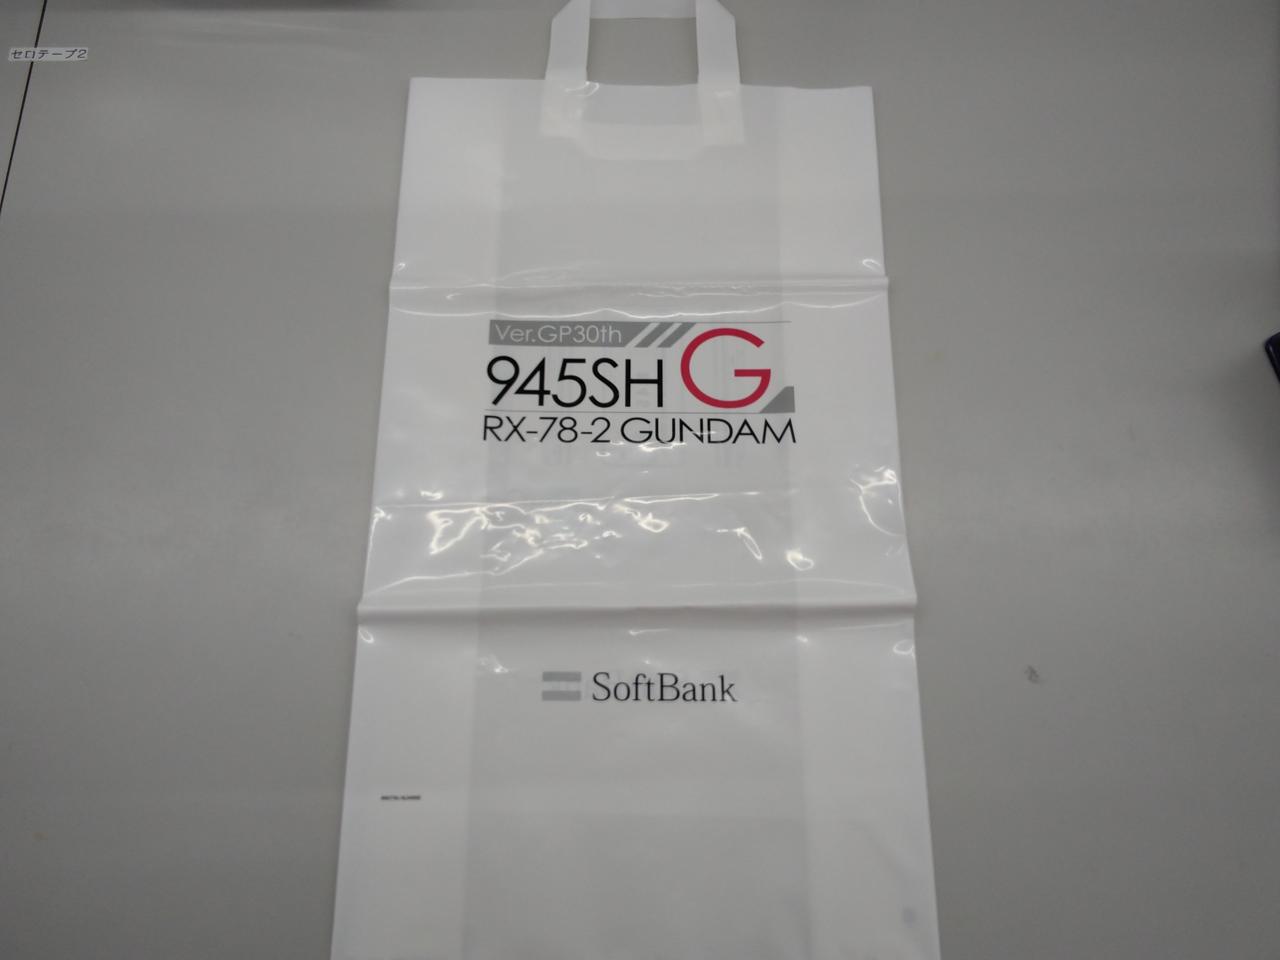 セロテープ2
Ver.GP30th
945SH G
RX-78-2 GUNDAM
SoftBank